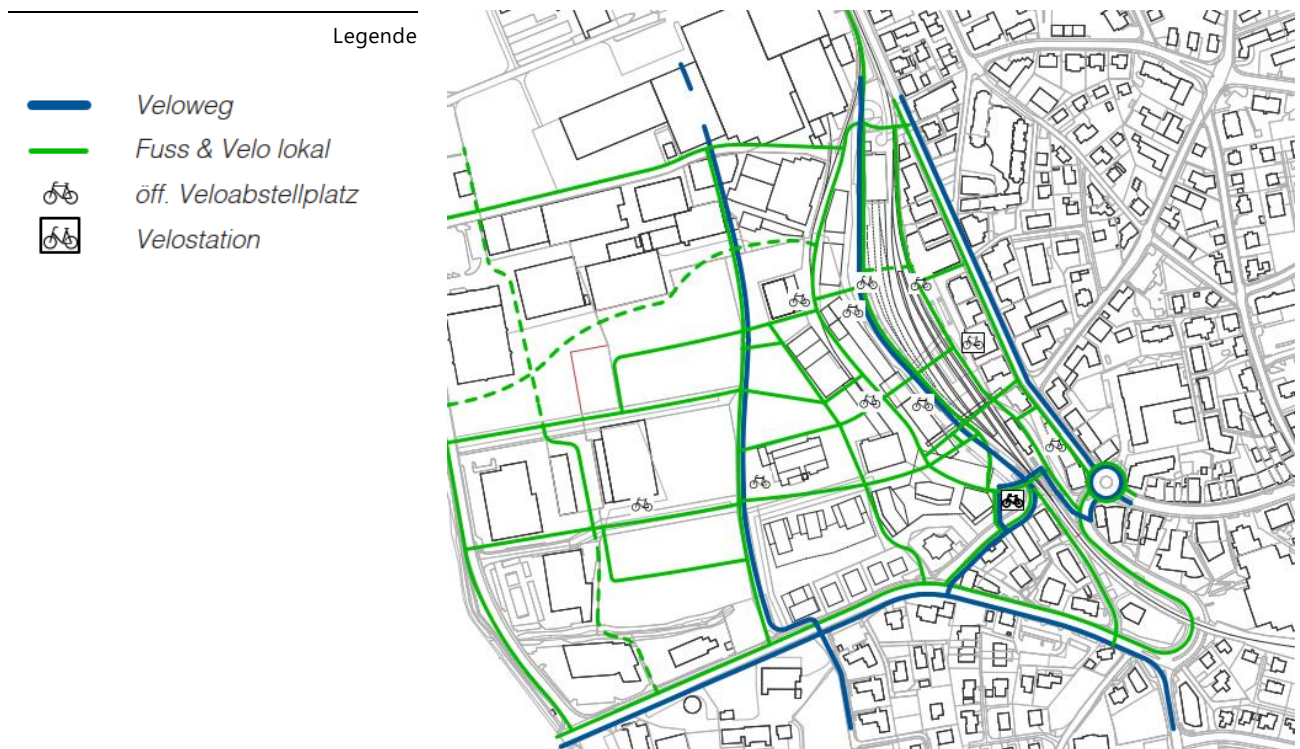 Legende
Veloweg
Fuss & Velo lokal
öff. Veloabstellplatz
Velostation